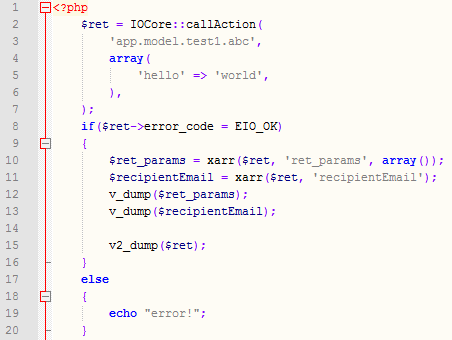 1 <?php
2 $ret = IOCore::callAction(
3 'app.model.test1.abc',
4 array(
5 'hello' => 'world',
6 ),
7 );
8 if($ret->error_code = EIO_OK)
9 {
10 $ret_params = xarr($ret, 'ret_params', array());
11 $recipientEmail = xarr($ret, 'recipientEmail');
12 v_dump($ret_params);
13 v_dump($recipientEmail);
14
15 v2_dump($ret);
16 }
17 else
18 {
19 echo "error!";
20 }